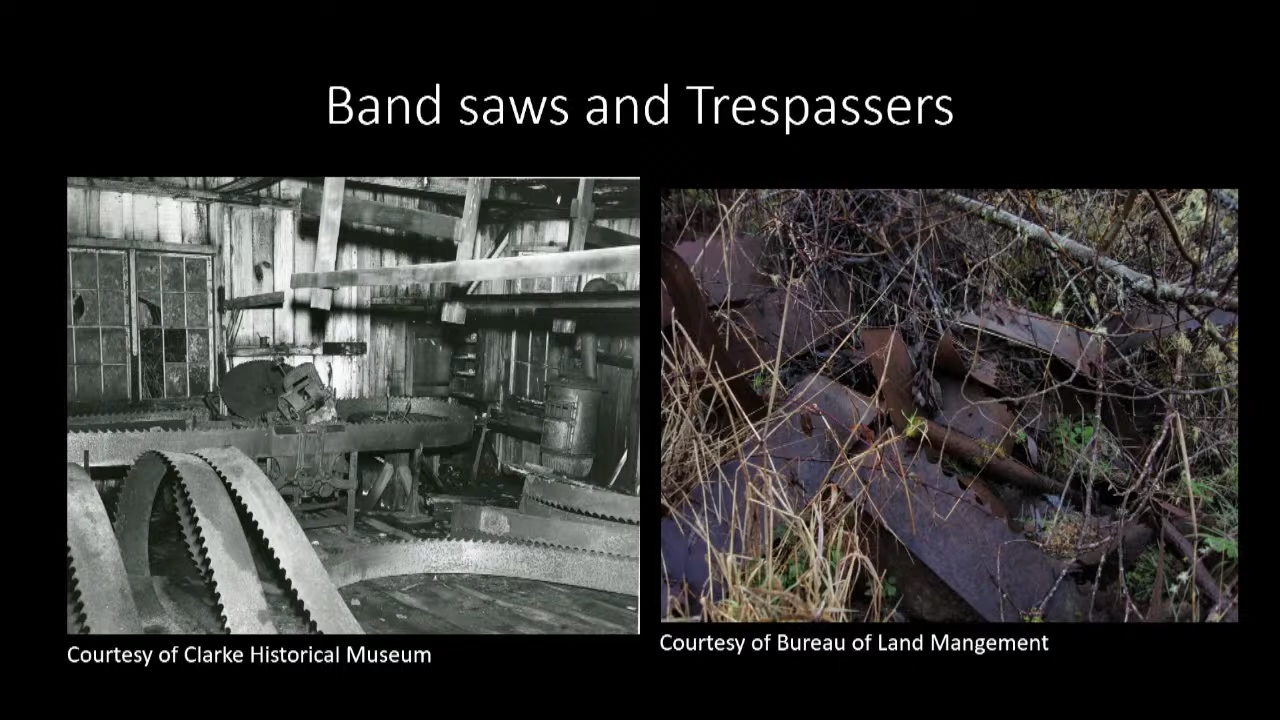 Band saws and Trespassers
Courtesy of Clarke Historical Museum
Courtesy of Bureau of Land Mangement